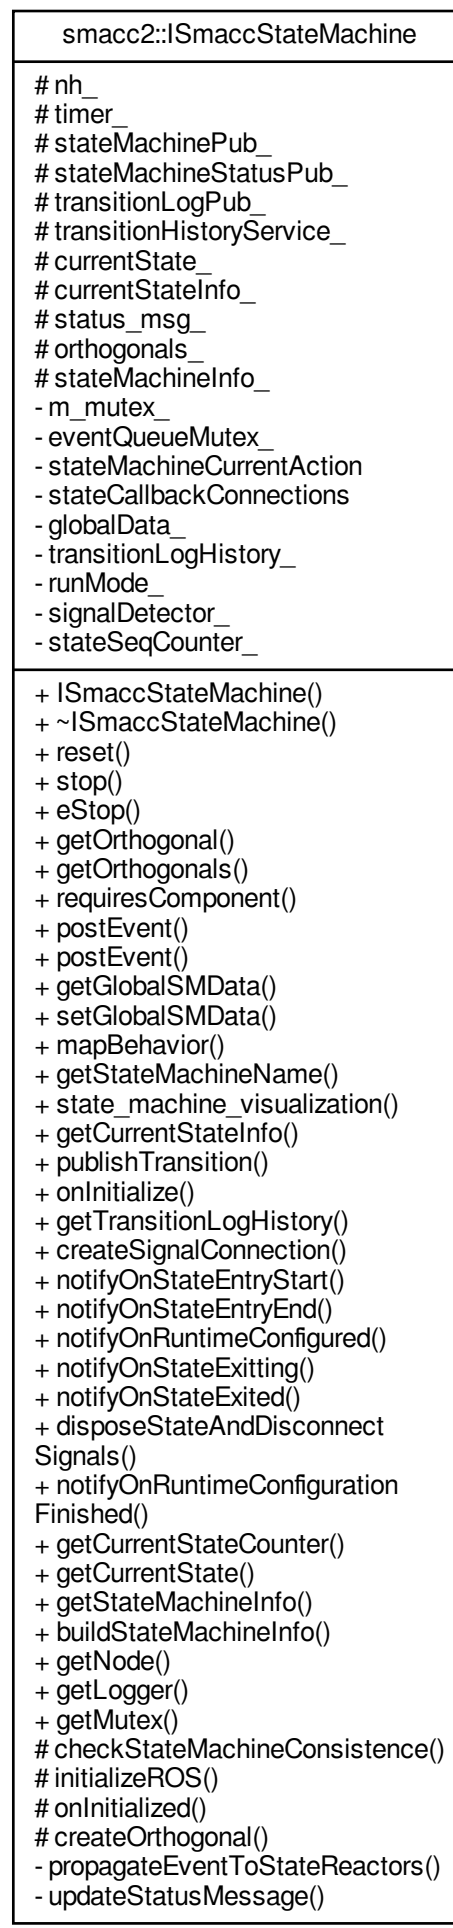 smacc2::ISmaccStateMachine
# nh_
# timer_
# stateMachinePub_
# stateMachineStatusPub_
# transitionLogPub_
# transitionHistoryService_
# currentState_
# currentStateInfo_
# status_msg_
# orthogonals_
# stateMachineInfo_
- m_mutex_
- eventQueueMutex_
- stateMachineCurrentAction
- stateCallbackConnections
- globalData_
- transitionLogHistory_
- runMode_
- signalDetector_
- stateSeqCounter_
+ ISmaccStateMachine()
+ ~ISmaccStateMachine()
+ reset()
+ stop()
+ eStop()
+ getOrthogonal()
+ getOrthogonals()
+ requiresComponent()
+ postEvent()
+ postEvent()
+ getGlobalSMData()
+ setGlobalSMData()
+ mapBehavior()
+ getStateMachineName()
+ state_machine_visualization()
+ getCurrentStateInfo()
+ publishTransition()
+ onInitialize()
+ getTransitionLogHistory()
+ createSignalConnection()
+ notifyOnStateEntryStart()
+ notifyOnStateEntryEnd()
+ notifyOnRuntimeConfigured()
+ notifyOnStateExitting()
+ notifyOnStateExited()
+ disposeStateAndDisconnect
Signals()
+ notifyOnRuntimeConfiguration
Finished()
+ getCurrentStateCounter()
+ getCurrentState()
+ getStateMachineInfo()
+ buildStateMachineInfo()
+ getNode()
+ getLogger()
+ getMutex()
# checkStateMachineConsistence()
# initializeROS()
# onInitialized()
# createOrthogonal()
- propagateEventToStateReactors()
- updateStatusMessage()